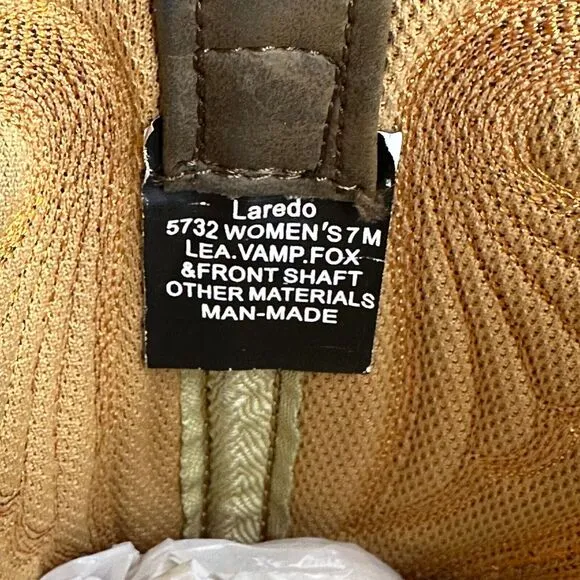 Laredo
5732 WOMEN'S 7 M
LEA.VAMP.FOX
&FRONT SHAFT
OTHER MATERIALS
MAN-MADE